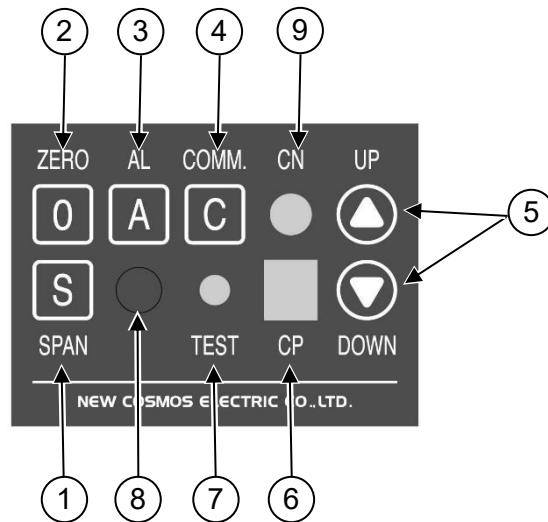 2 3 4 9
ZERO AL COMM. CN UP
0 A C
5
S
SPAN TEST CP DOWN
NEW COSMOS ELECTRIC CO.,LTD.
1 8 7 6